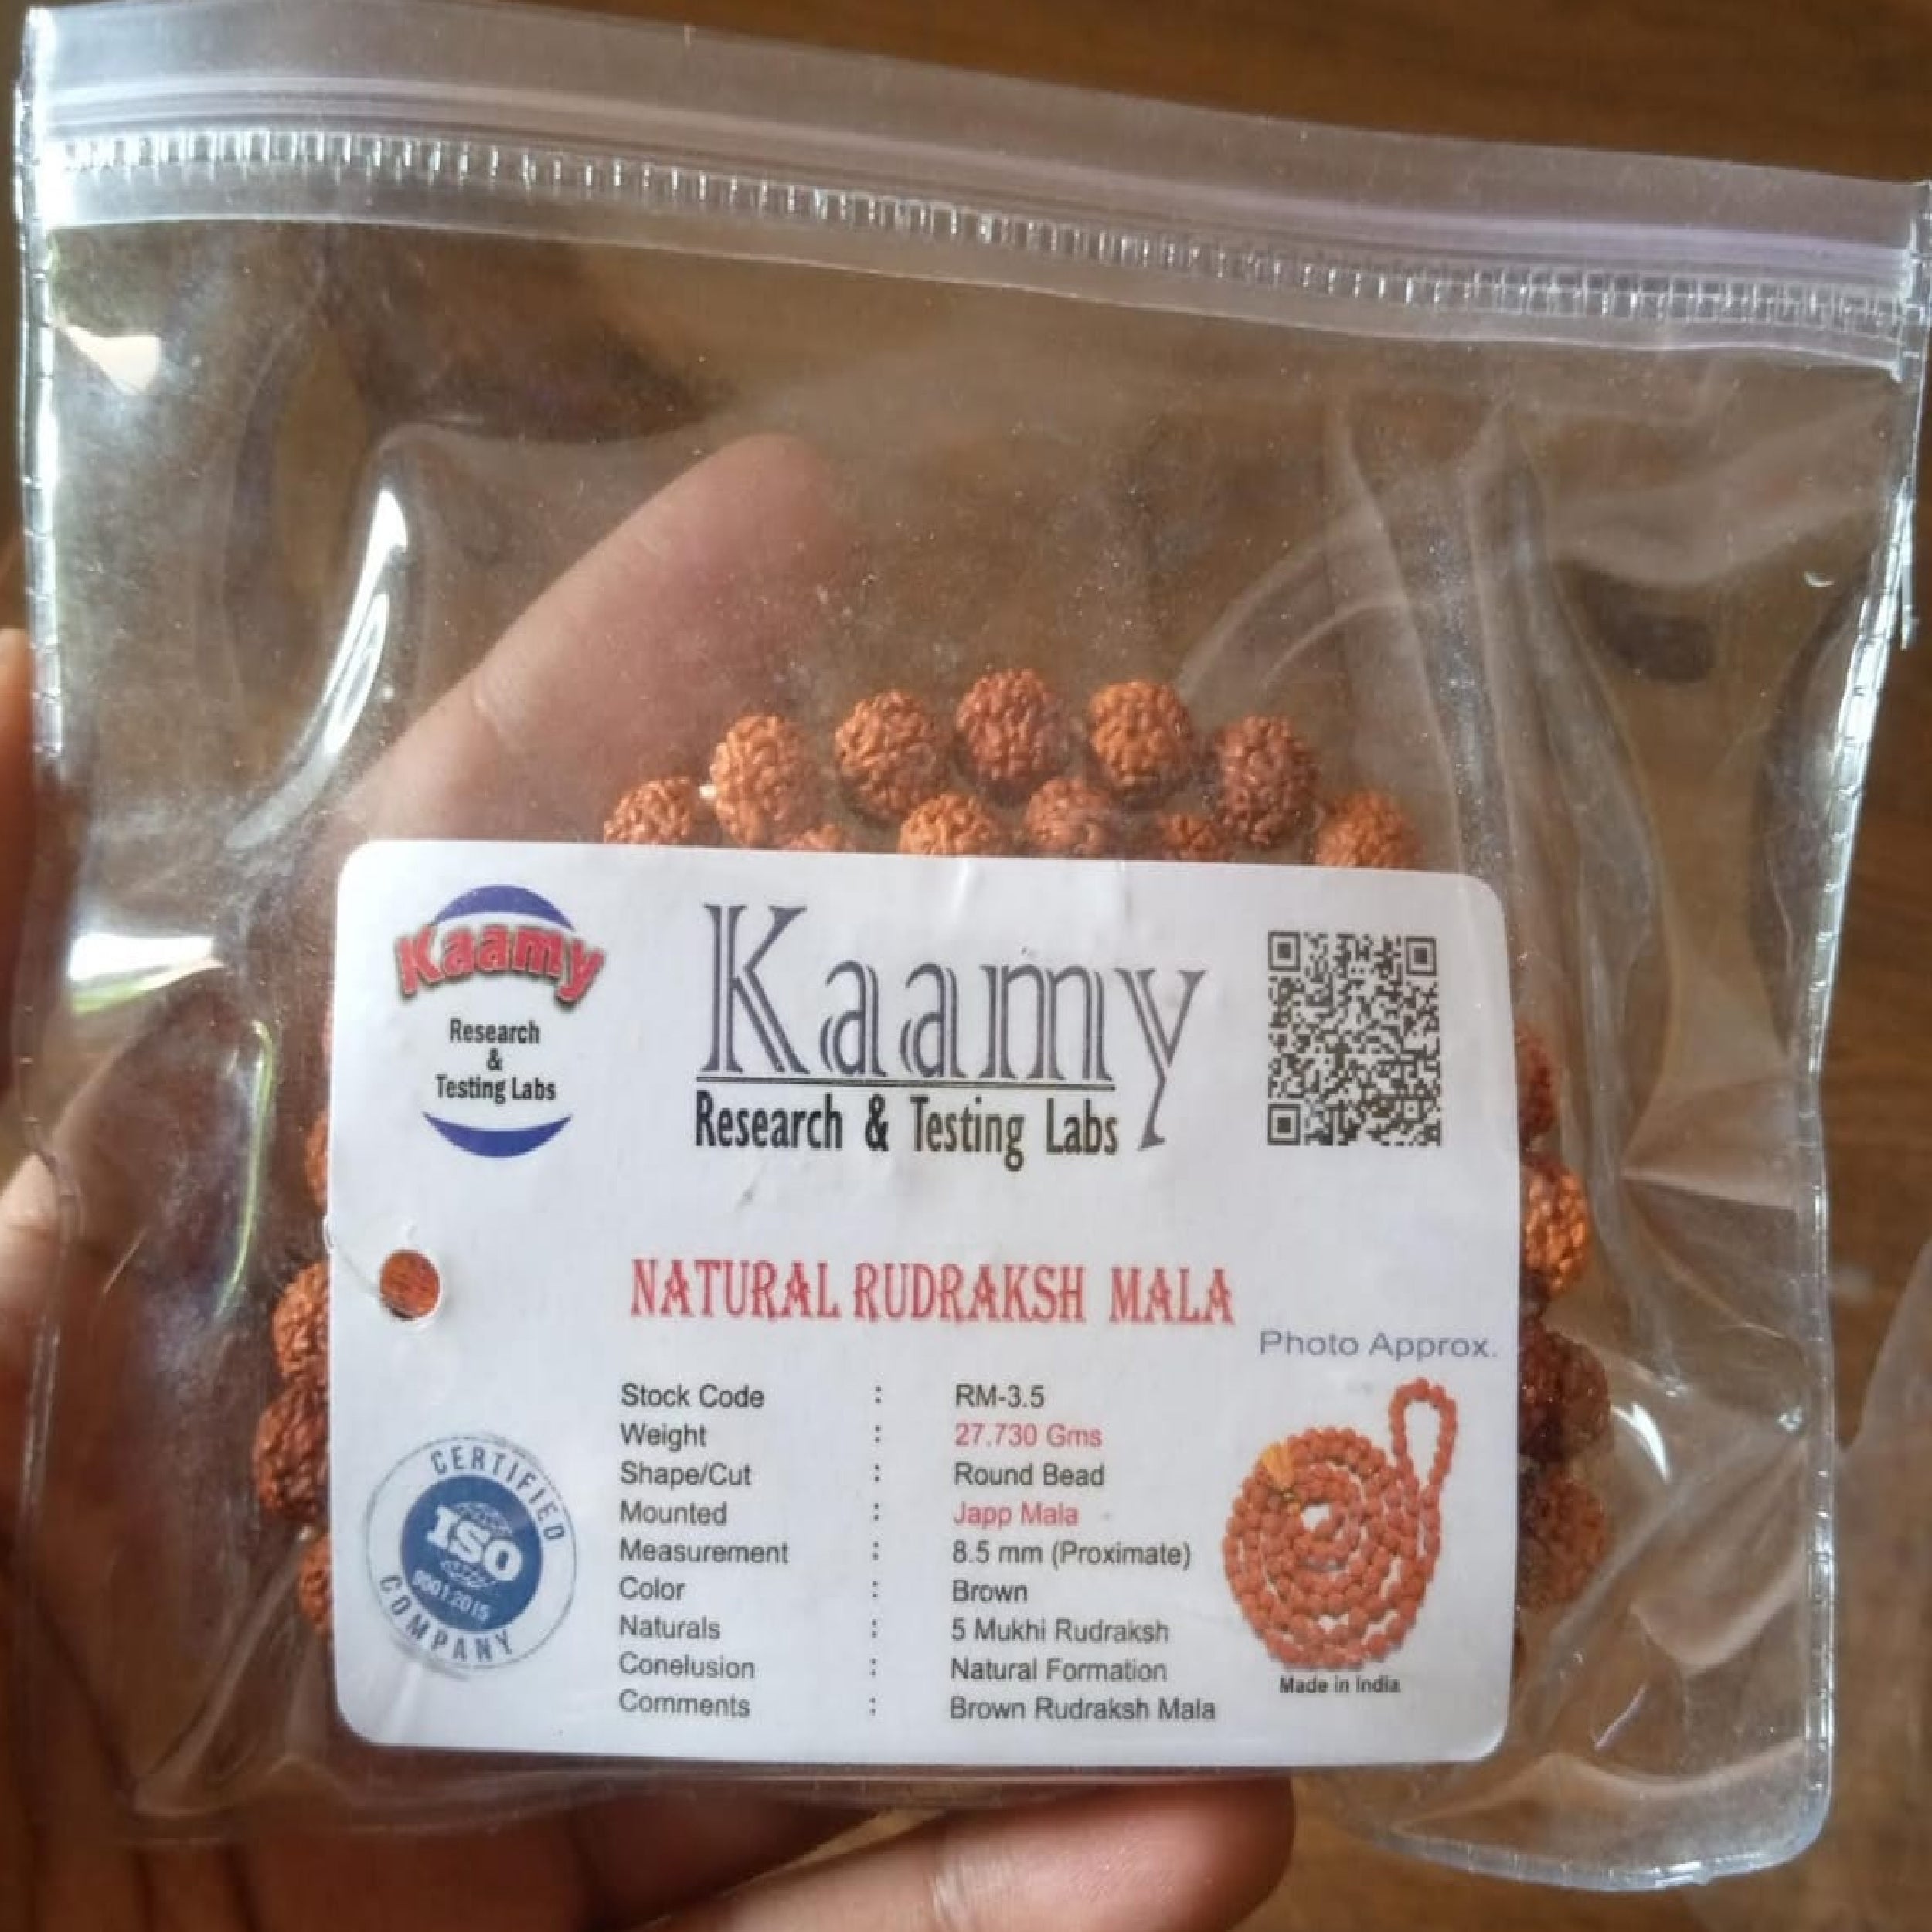 Kaamy
Research
&
Testing Labs
Kaamy
Research & Testing Labs
NATURAL RUDRAKSH MALA
Photo Approx.
Stock Code : RM-3.5
Weight : 27.730 Gms
Shape/Cut : Round Bead
Mounted : Japp Mala
Measurement : 8.5 mm (Proximate)
Color : Brown
Naturals : 5 Mukhi Rudraksh
Conelusion : Natural Formation
Comments : Brown Rudraksh Mala
CERTIFIED
ISO
9001:2015
COMPANY
Made in India